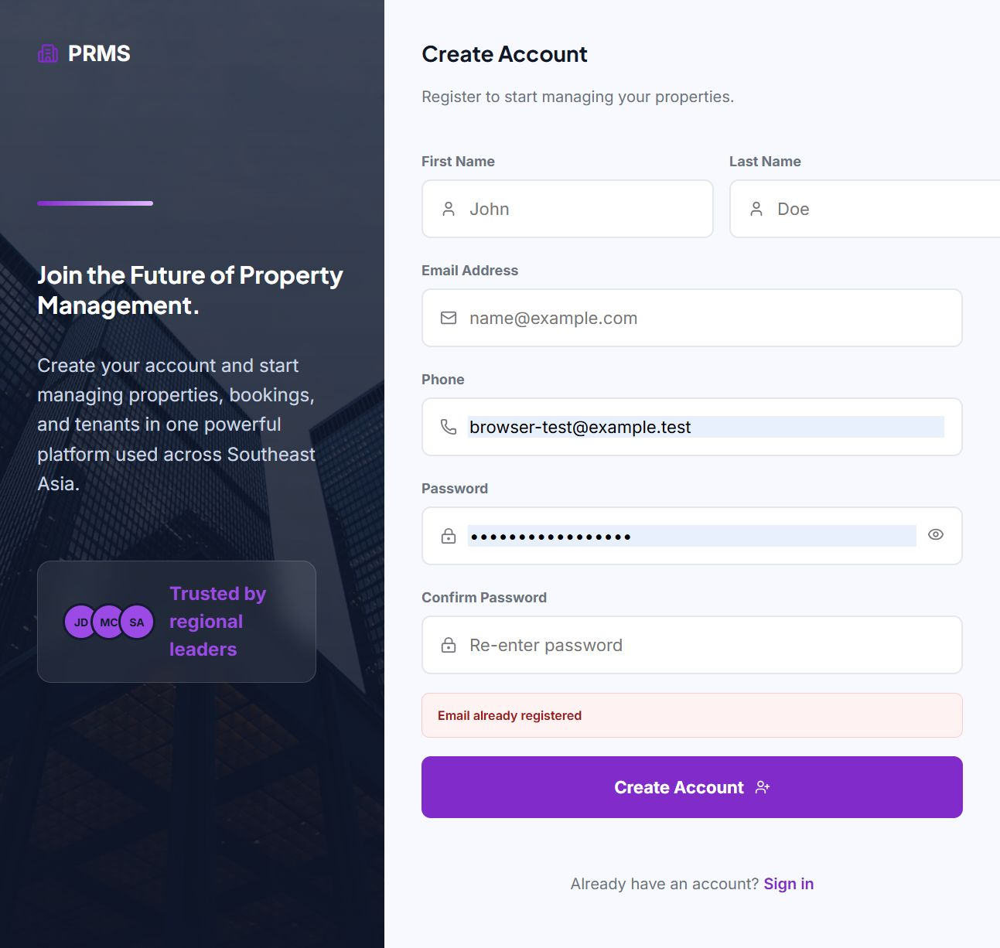 PRMS
Join the Future of Property
Management.
Create your account and start
managing properties, bookings,
and tenants in one powerful
platform used across Southeast
Asia.
JD MC SA
Trusted by
regional
leaders
Create Account
Register to start managing your properties.
First Name
Last Name
John
Doe
Email Address
name@example.com
Phone
browser-test@example.test
Password
•••••••••••••••••
Confirm Password
Re-enter password
Email already registered
Create Account
Already have an account? Sign in